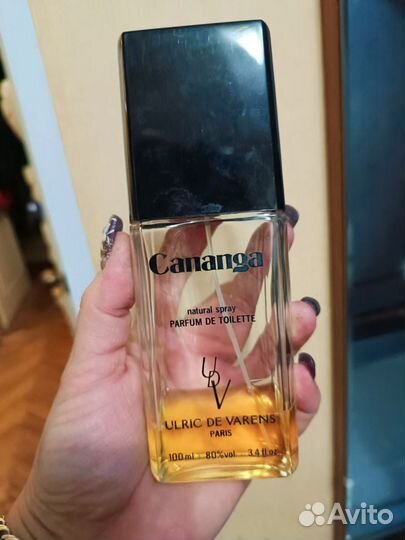 Cananga
natural spray
PARFUM DE TOILETTE
UDV
ULRIC DE VARENS
PARIS
100 ml 80% vol 3.4 fl oz
Avito